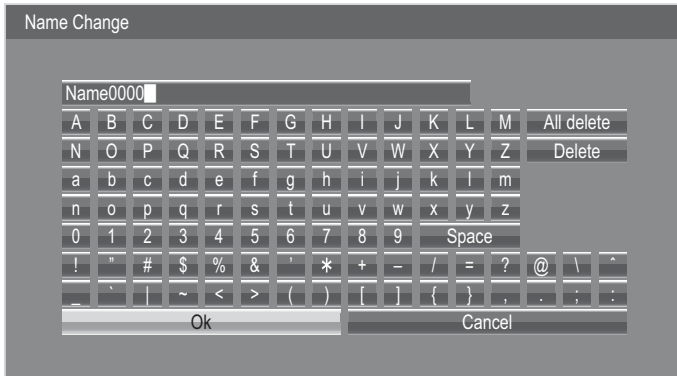 Name Change
Name0000
A B C D E F G H I J K L M All delete
N O P Q R S T U V W X Y Z Delete
a b c d e f g h i j k l m
n o p q r s t u v w x y z
0 1 2 3 4 5 6 7 8 9 Space
! " # $ % & ' * + – / = ? @ \ ^
_ ` | ~ < > ( ) [ ] { } , . ; :
Ok Cancel